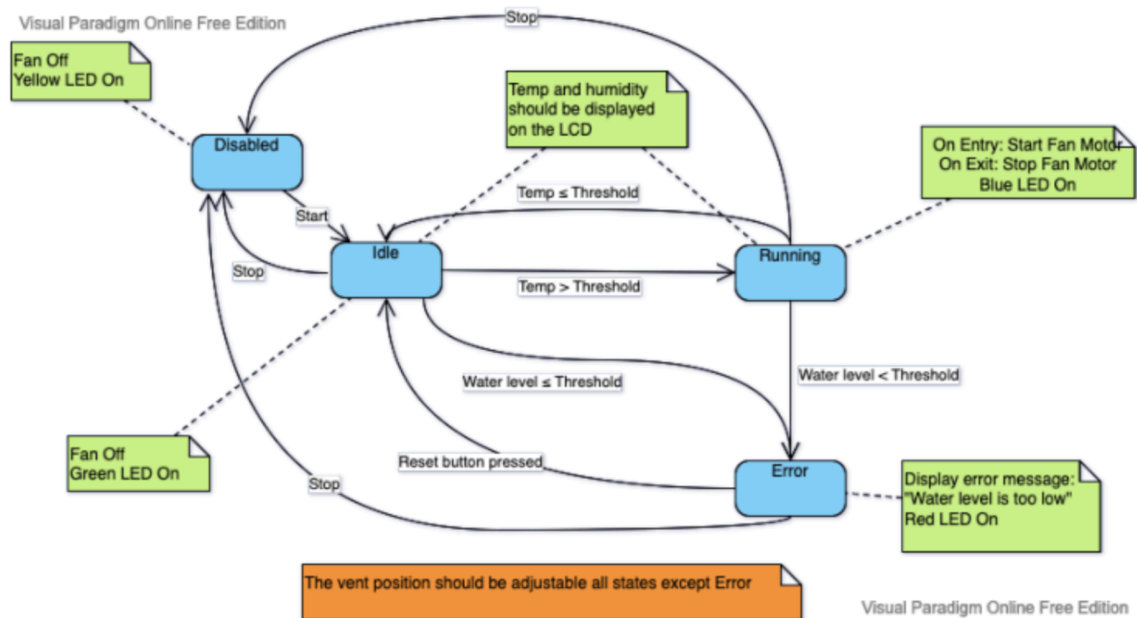 Visual Paradigm Online Free Edition
Stop
Fan Off
Yellow LED On
Temp and humidity
should be displayed
on the LCD
Disabled
On Entry: Start Fan Motor
On Exit: Stop Fan Motor
Blue LED On
Temp ≤ Threshold
Start
Idle
Running
Stop
Temp > Threshold
Water level ≤ Threshold
Water level < Threshold
Fan Off
Green LED On
Reset button pressed
Error
Stop
Display error message:
"Water level is too low"
Red LED On
The vent position should be adjustable all states except Error
Visual Paradigm Online Free Edition